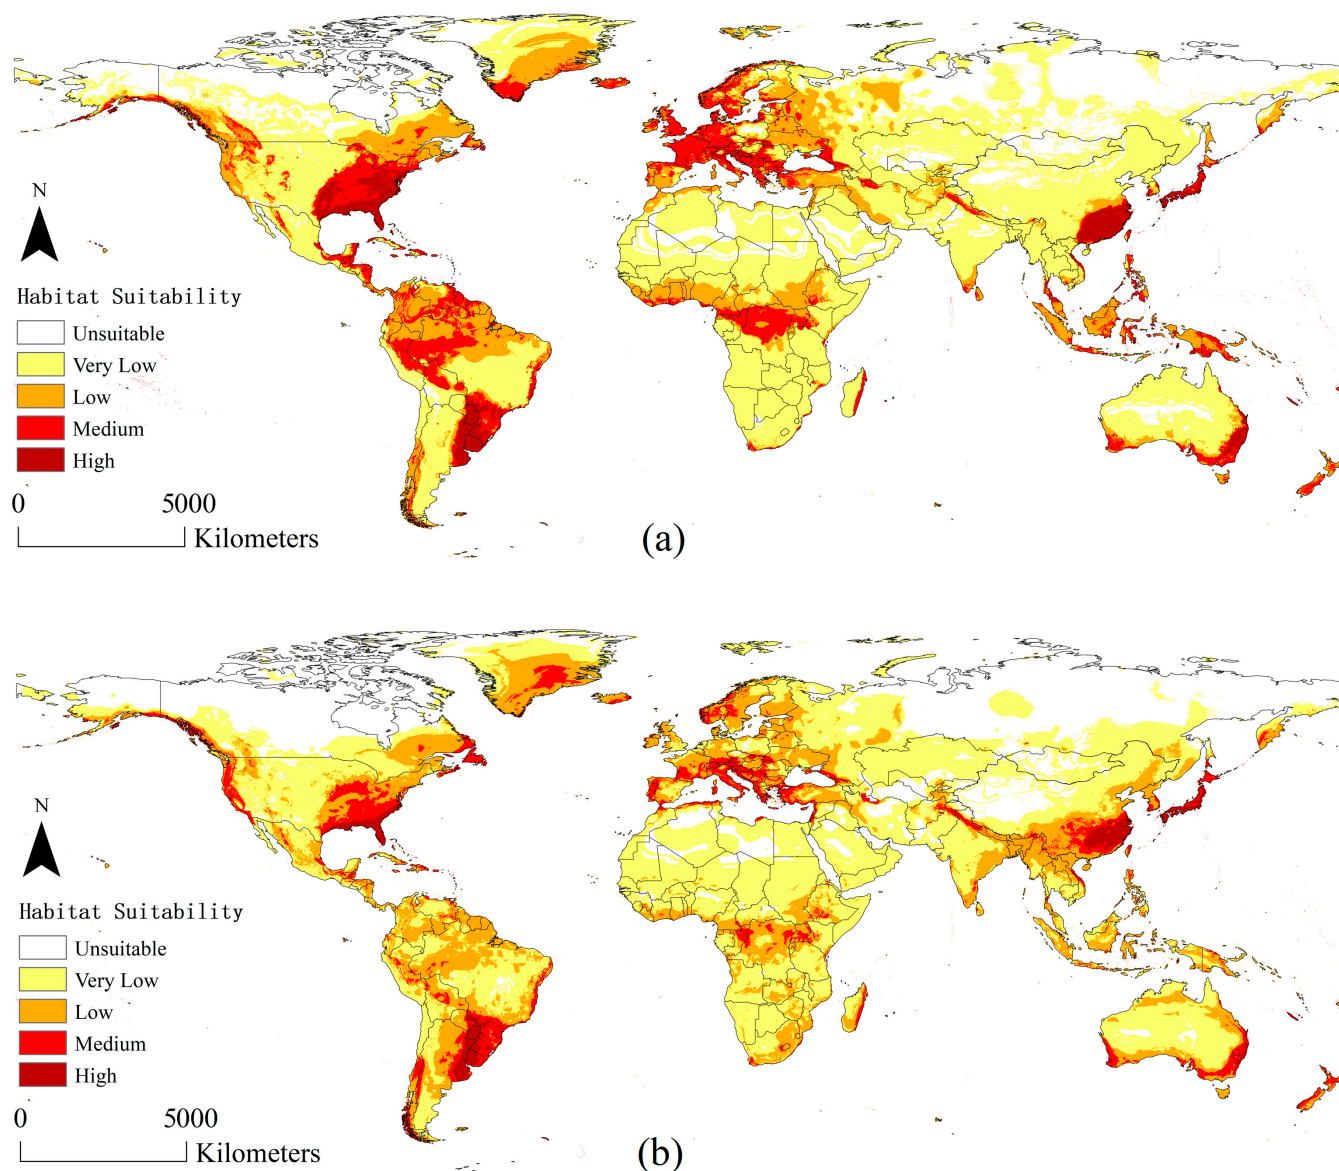 N
Habitat Suitability
Unsuitable
Very Low
Low
Medium
High
0 5000
Kilometers
(a)
N
Habitat Suitability
Unsuitable
Very Low
Low
Medium
High
0 5000
Kilometers
(b)